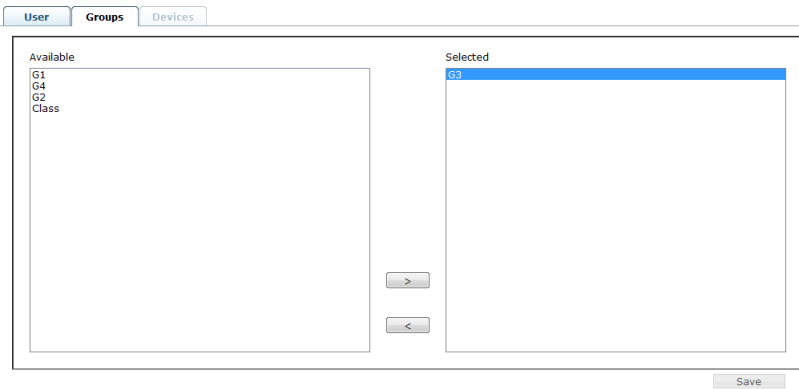 User Groups Devices
Available Selected
G1 G3
G4
G2
Class
>
<
Save